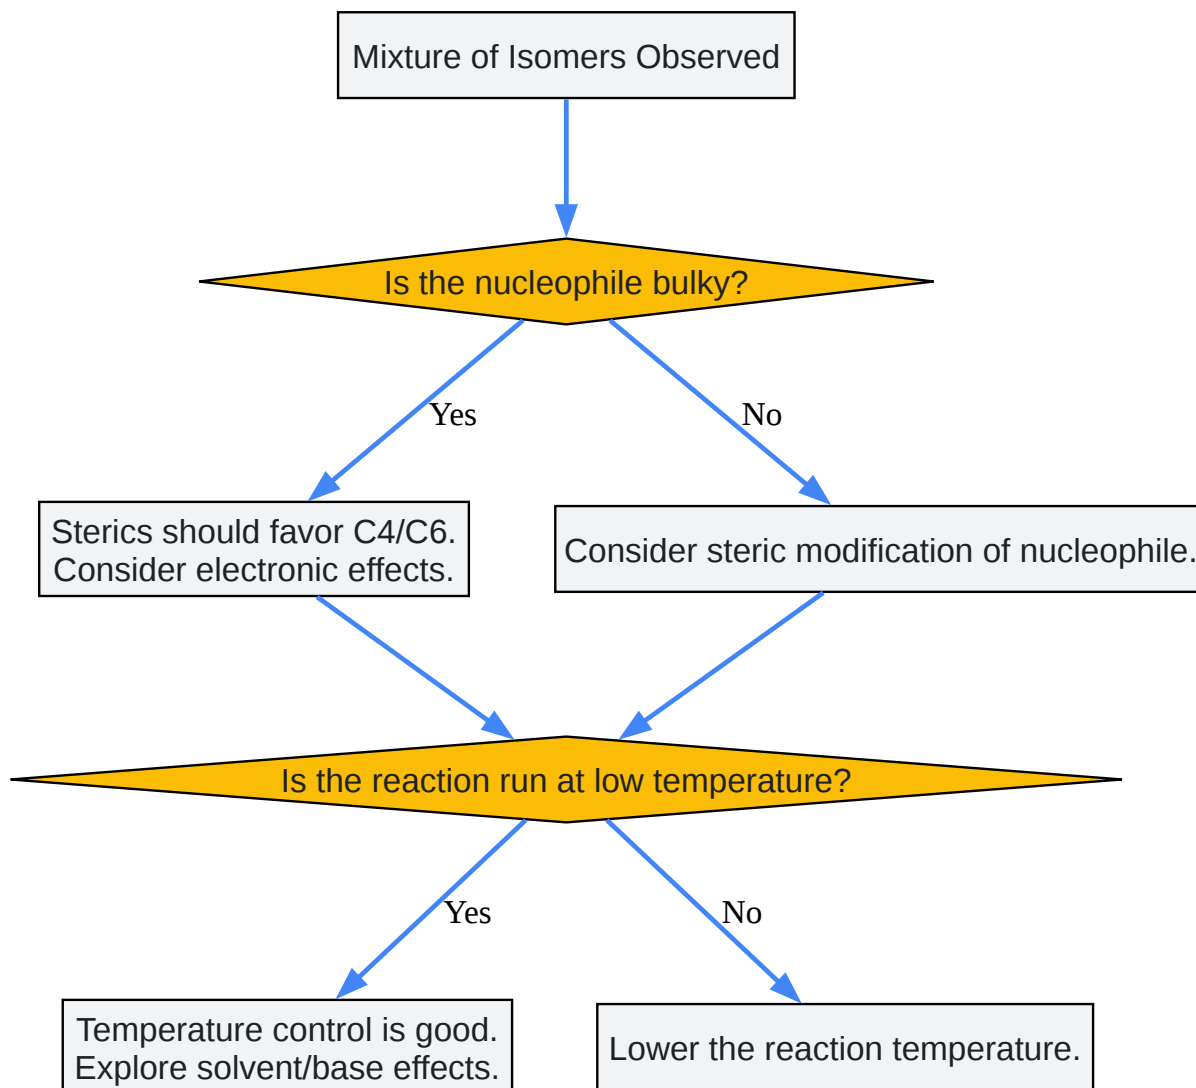 Mixture of Isomers Observed
Is the nucleophile bulky?
Yes
No
Sterics should favor C4/C6.
Consider electronic effects.
Consider steric modification of nucleophile.
Is the reaction run at low temperature?
Yes
No
Temperature control is good.
Explore solvent/base effects.
Lower the reaction temperature.